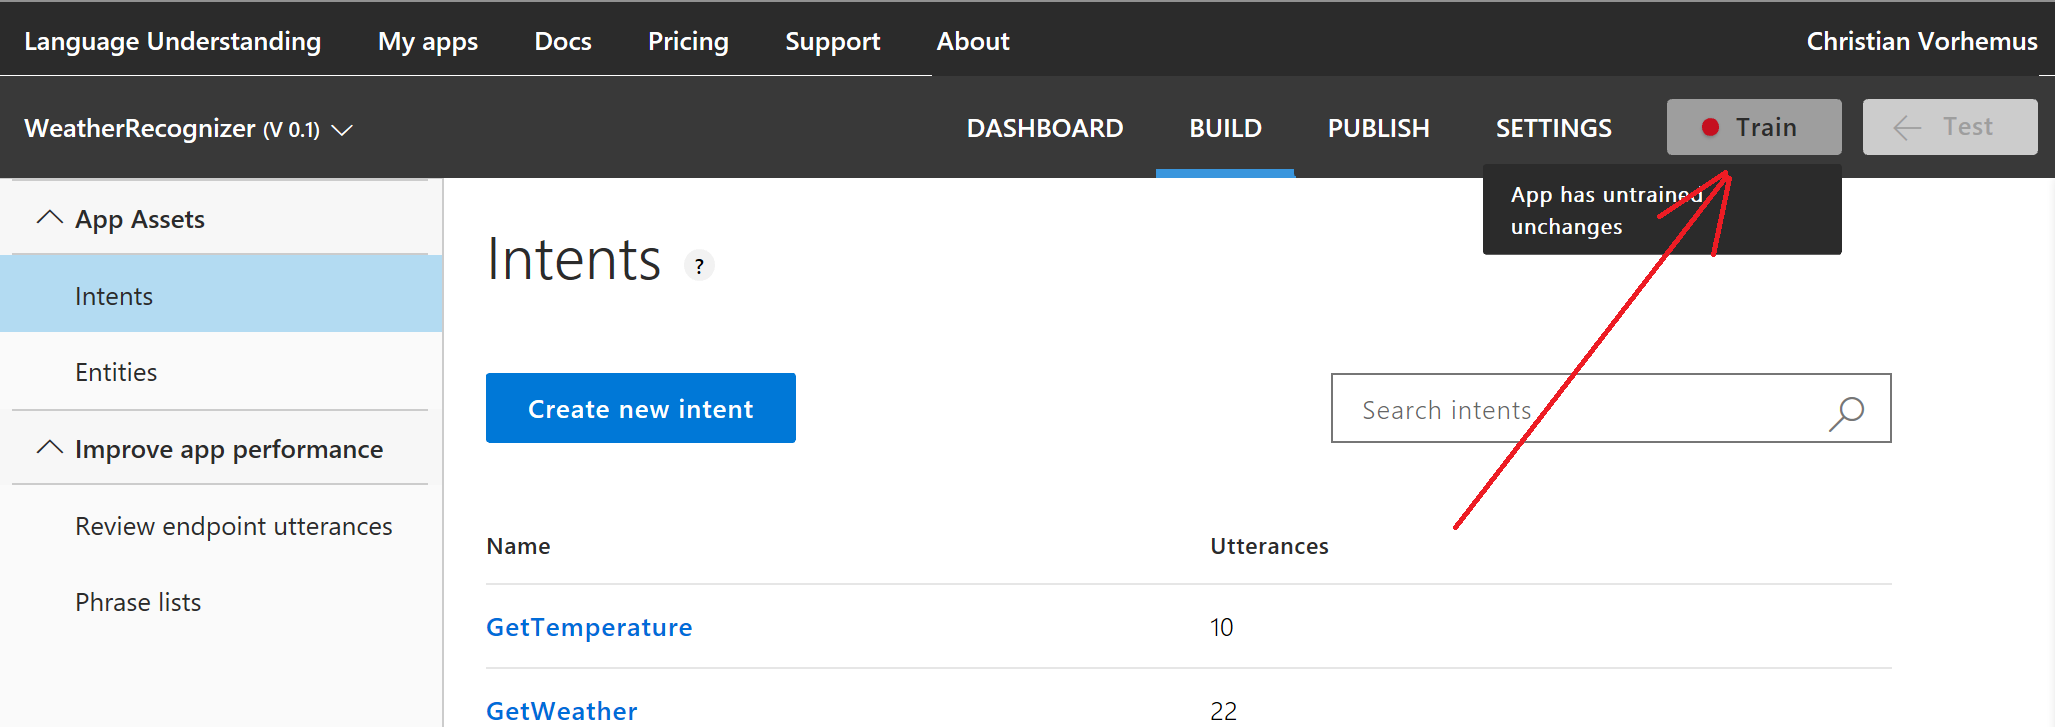 Language Understanding My apps Docs Pricing Support About Christian Vorhemus
WeatherRecognizer (V 0.1) DASHBOARD BUILD PUBLISH SETTINGS Train Test
App has untrained
unchanges
App Assets
Intents
Entities
Improve app performance
Review endpoint utterances
Phrase lists
Intents ?
Create new intent Search intents
Name Utterances
GetTemperature 10
GetWeather 22